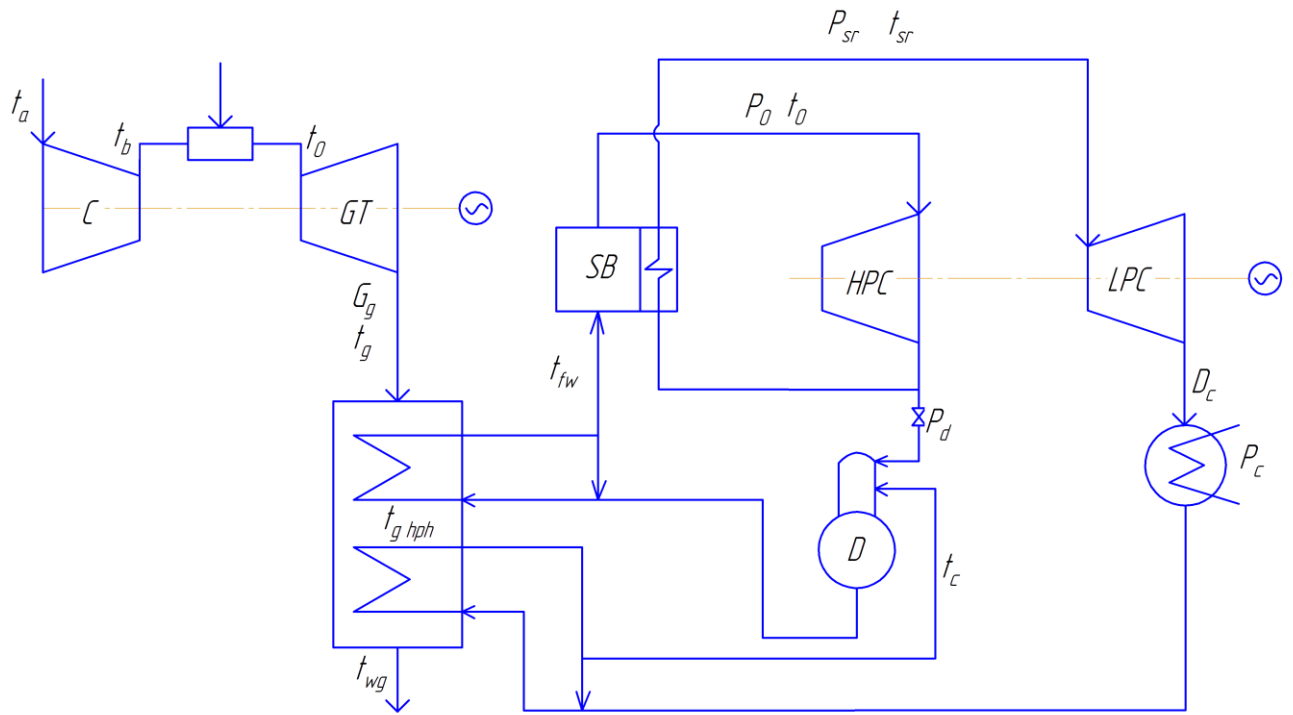 P_sr t_sr
t_a
t_b
t_0
P_0 t_0
C
GT
SB
HPC
LPC
G_g
t_g
t_fw
D_c
P_d
P_c
t_g hph
D
t_c
t_wg